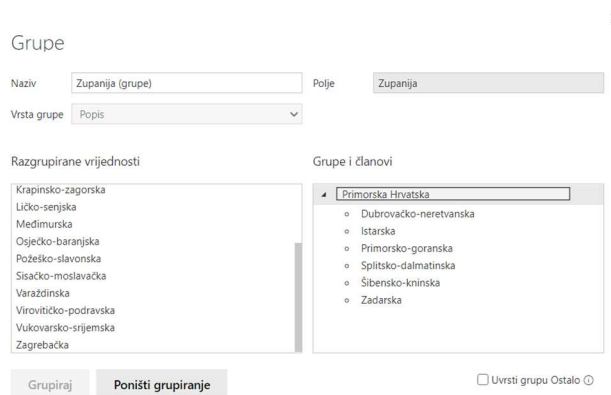 Grupe
Naziv
Zupanija (grupe)
Polje
Zupanija
Vrsta grupe
Popis
Razgrupirane vrijednosti
Grupe i članovi
Krapinsko-zagorska
Ličko-senjska
Međimurska
Osječko-baranjska
Požeško-slavonska
Sisačko-moslavačka
Varaždinska
Virovitičko-podravska
Vukovarsko-srijemska
Zagrebačka
Primorska Hrvatska
Dubrovačko-neretvanska
Istarska
Primorsko-goranska
Splitsko-dalmatinska
Šibensko-kninska
Zadarska
Grupiraj
Poništi grupiranje
Uvrsti grupu Ostalo